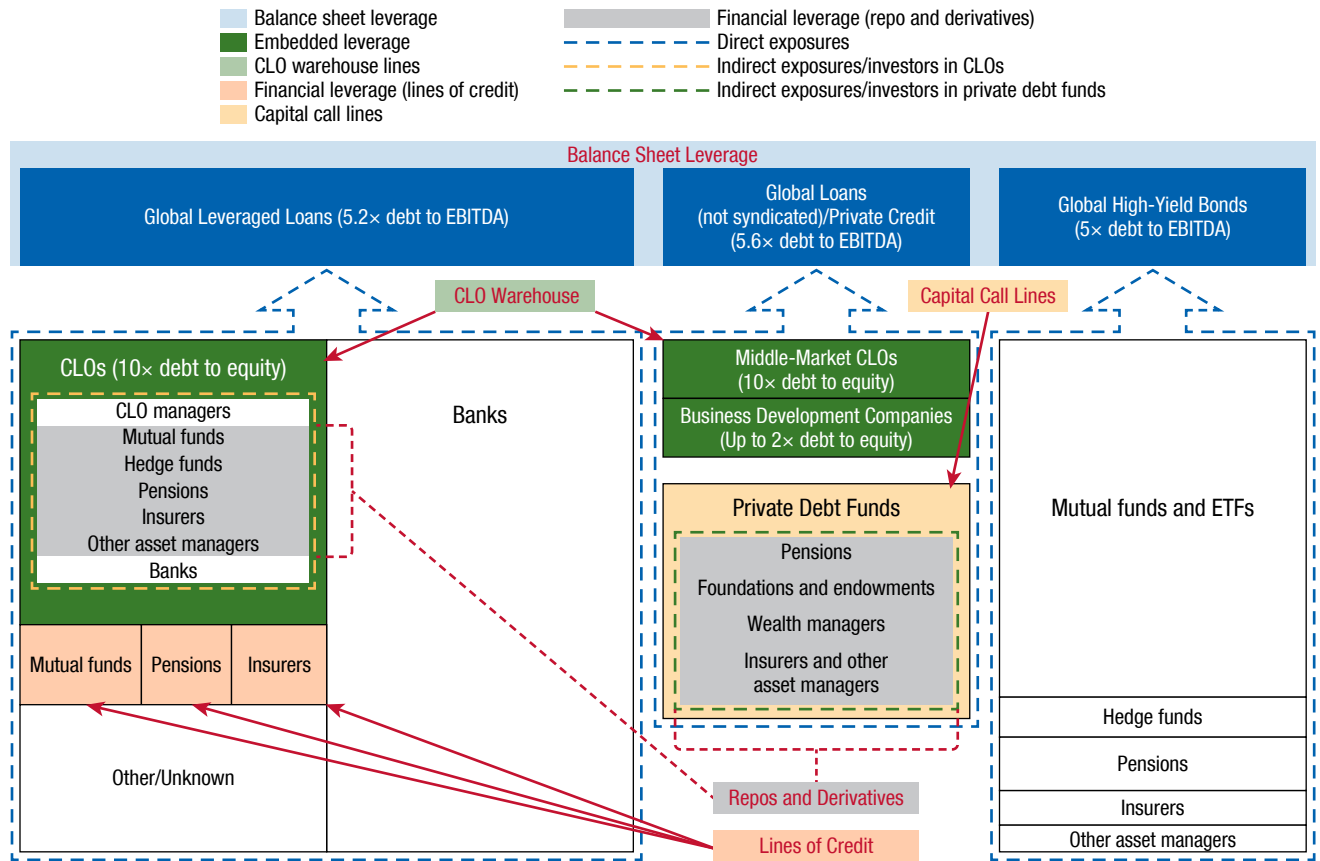 Balance sheet leverage
Embedded leverage
CLO warehouse lines
Financial leverage (lines of credit)
Capital call lines
Financial leverage (repo and derivatives)
Direct exposures
Indirect exposures/investors in CLOs
Indirect exposures/investors in private debt funds
Balance Sheet Leverage
Global Leveraged Loans (5.2× debt to EBITDA)
Global Loans
(not syndicated)/Private Credit
(5.6× debt to EBITDA)
Global High-Yield Bonds
(5× debt to EBITDA)
CLO Warehouse
Capital Call Lines
CLOs (10× debt to equity)
CLO managers
Mutual funds
Hedge funds
Pensions
Insurers
Other asset managers
Banks
Mutual funds
Pensions
Insurers
Other/Unknown
Banks
Middle-Market CLOs
(10× debt to equity)
Business Development Companies
(Up to 2× debt to equity)
Private Debt Funds
Pensions
Foundations and endowments
Wealth managers
Insurers and other
asset managers
Repos and Derivatives
Lines of Credit
Mutual funds and ETFs
Hedge funds
Pensions
Insurers
Other asset managers